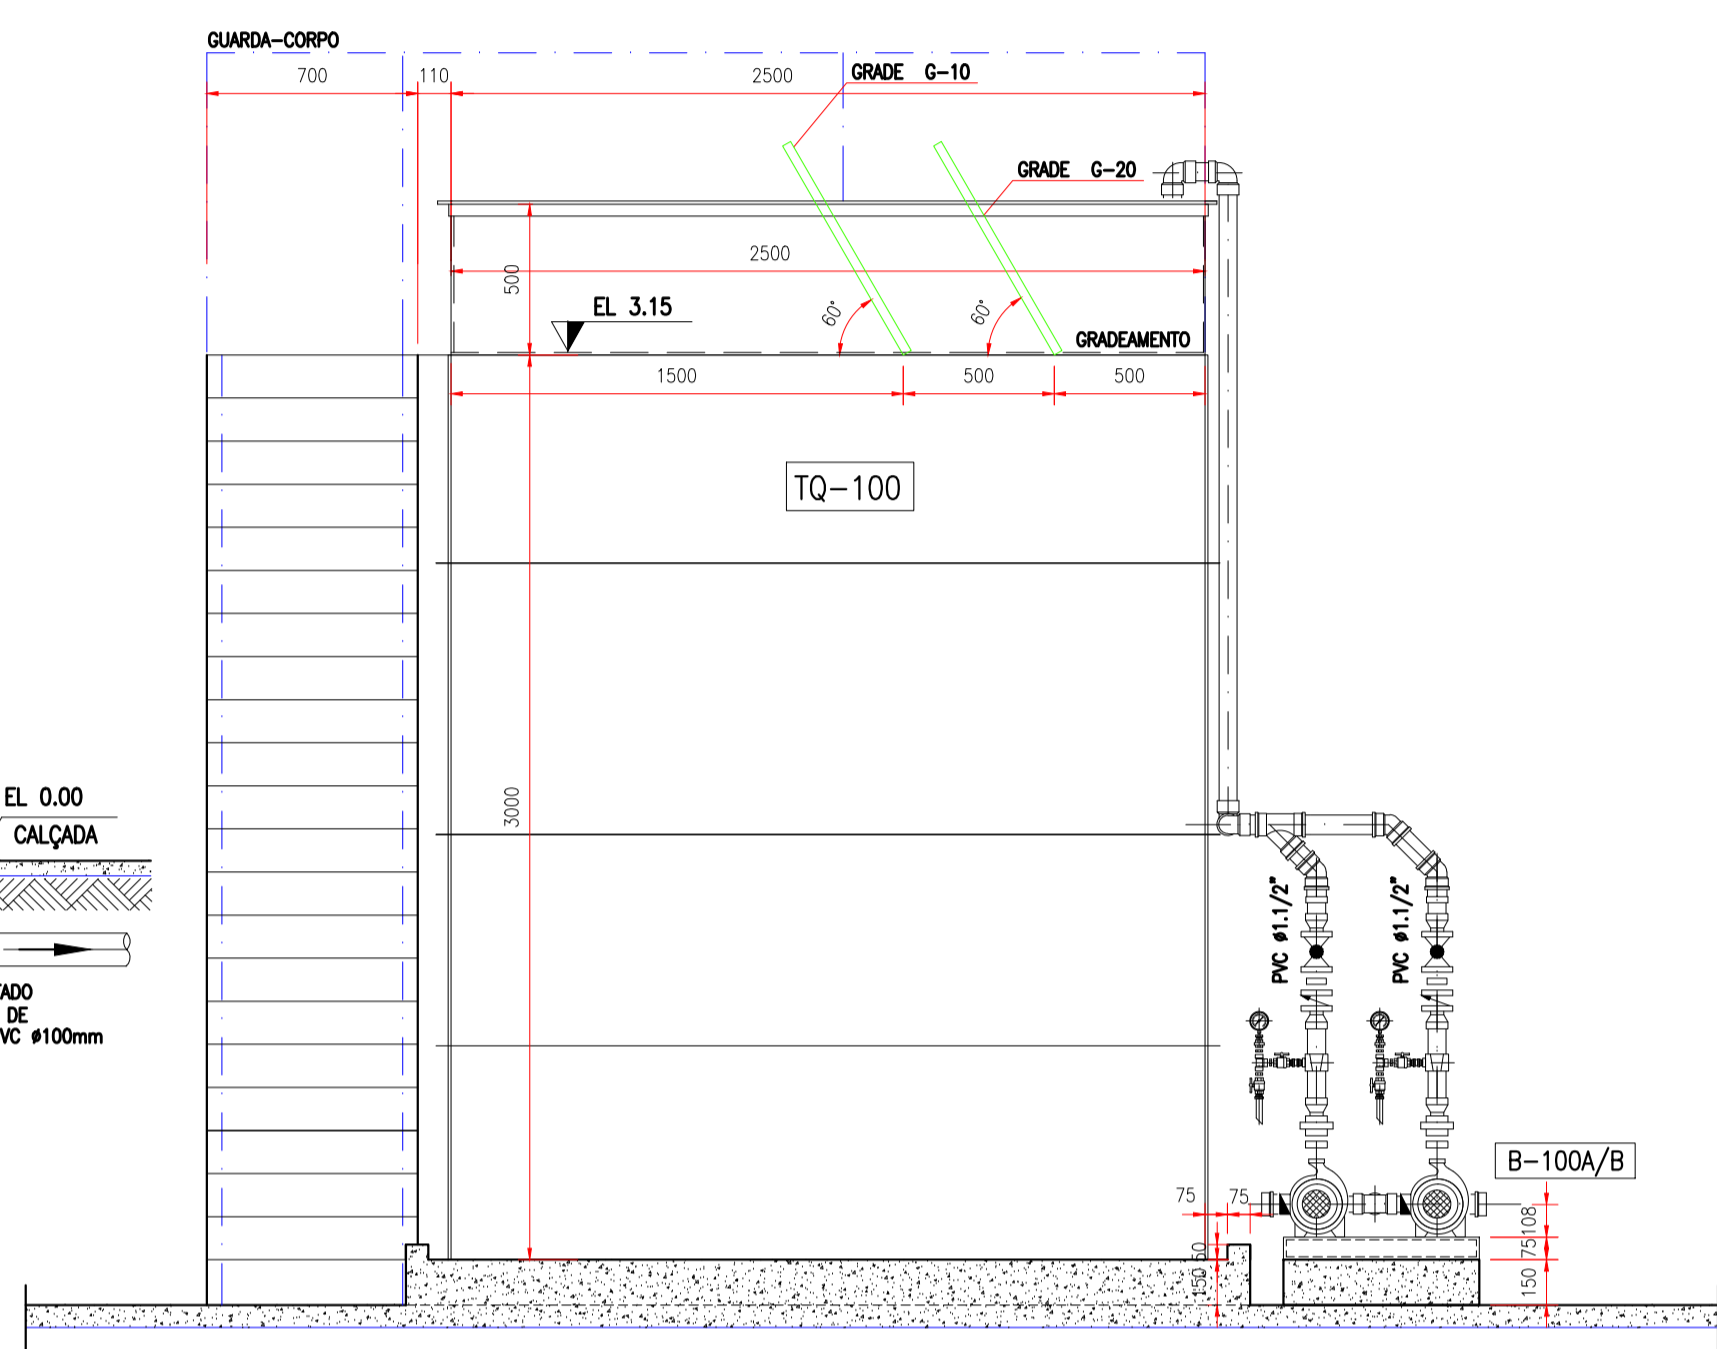 GUARDA-CORPO
700
110
2500
GRADE G-10
GRADE G-20
2500
500
EL 3.15
60°
60°
GRADEAMENTO
1500
500
500
TQ-100
EL 0.00
CALÇADA
3000
PVC ø1.1/2"
PVC ø1.1/2"
TADO
DE
VC ø100mm
B-100A/B
75
75
108
75
150
50
150